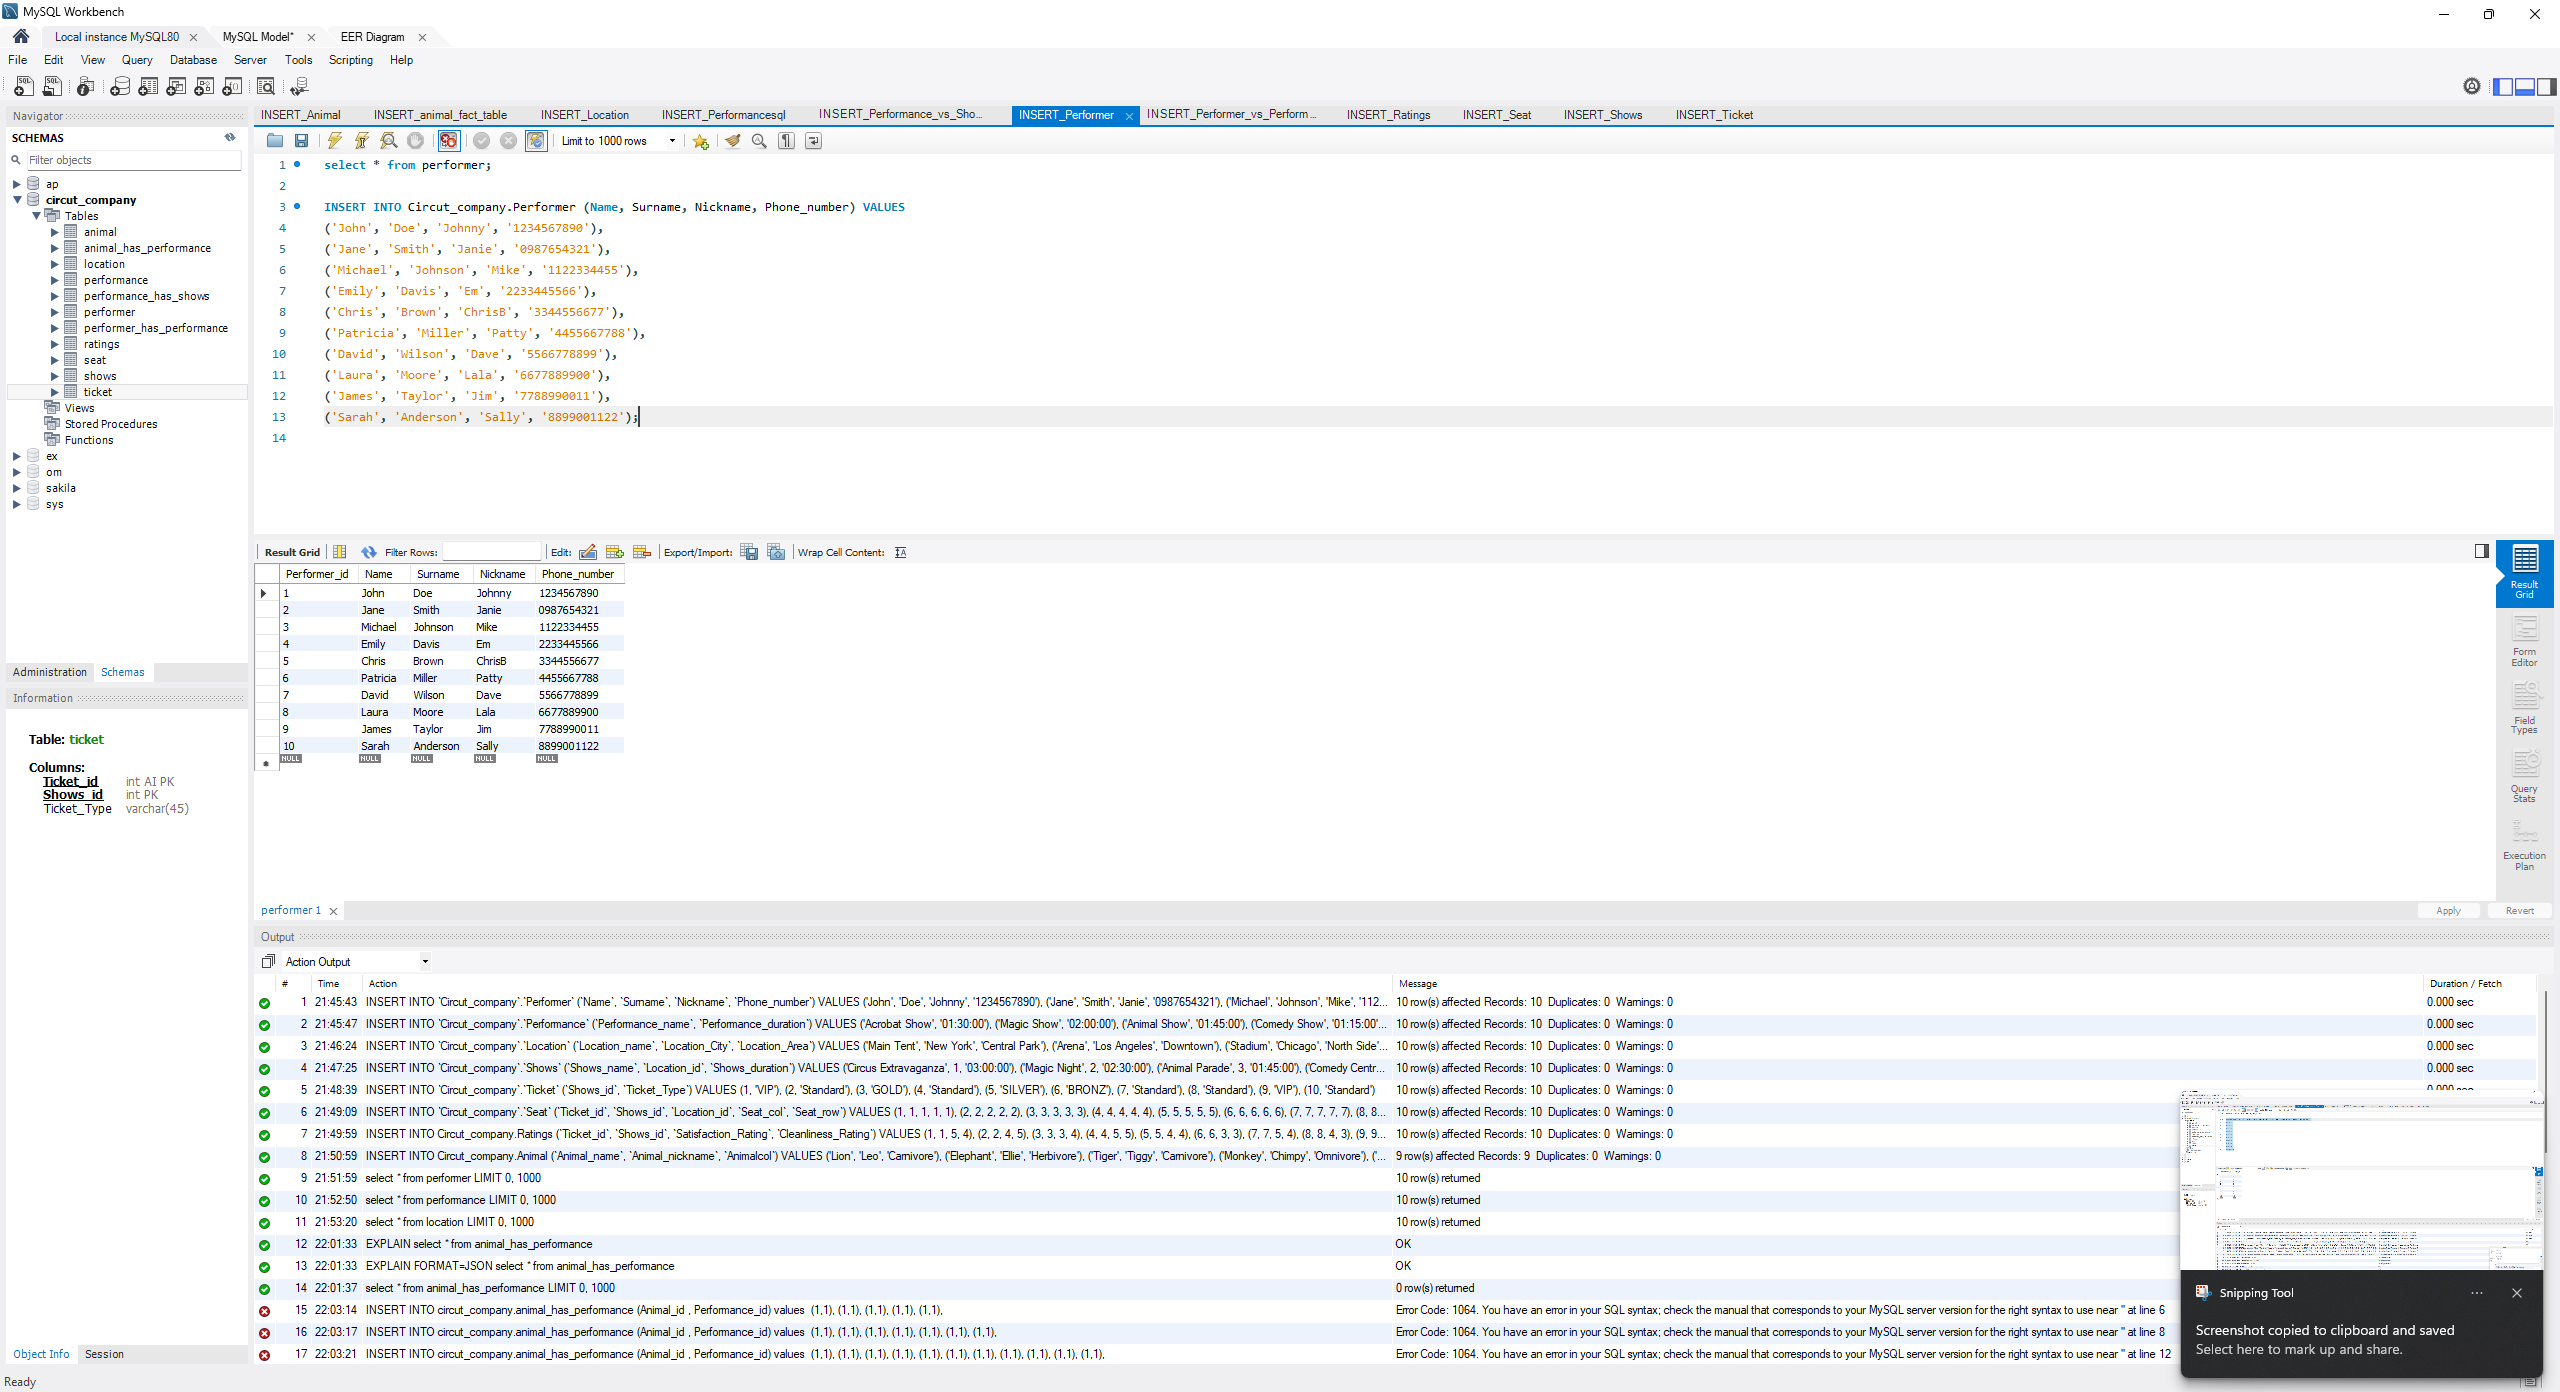 MySQL Workbench
Local instance MySQL80
MySQL Model*
EER Diagram
File Edit View Query Database Server Tools Scripting Help
Navigator
SCHEMAS
Filter objects
ap
circut_company
Tables
animal
animal_has_performance
location
performance
performance_has_shows
performer
performer_has_performance
ratings
seat
shows
ticket
Views
Stored Procedures
Functions
ex
om
sakila
sys
Administration Schemas
Information
Table: ticket
Columns:
Ticket_id int AI PK
Shows_id int PK
Ticket_Type varchar(45)
Object Info Session
Ready
INSERT_Animal INSERT_animal_fact_table INSERT_Location INSERT_Performancesql INSERT_Performance_vs_Sho... INSERT_Performer INSERT_Performer_vs_Perform... INSERT_Ratings INSERT_Seat INSERT_Shows INSERT_Ticket
Limit to 1000 rows
1 select * from performer;
2
3 INSERT INTO Circut_company.Performer (Name, Surname, Nickname, Phone_number) VALUES
4 ('John', 'Doe', 'Johnny', '1234567890'),
5 ('Jane', 'Smith', 'Janie', '0987654321'),
6 ('Michael', 'Johnson', 'Mike', '1122334455'),
7 ('Emily', 'Davis', 'Em', '2233445566'),
8 ('Chris', 'Brown', 'ChrisB', '3344556677'),
9 ('Patricia', 'Miller', 'Patty', '4455667788'),
10 ('David', 'Wilson', 'Dave', '5566778899'),
11 ('Laura', 'Moore', 'Lala', '6677889900'),
12 ('James', 'Taylor', 'Jim', '7788990011'),
13 ('Sarah', 'Anderson', 'Sally', '8899001122');
14
Result Grid Filter Rows: Edit: Export/Import: Wrap Cell Content:
Performer_id Name Surname Nickname Phone_number
1 John Doe Johnny 1234567890
2 Jane Smith Janie 0987654321
3 Michael Johnson Mike 1122334455
4 Emily Davis Em 2233445566
5 Chris Brown ChrisB 3344556677
6 Patricia Miller Patty 4455667788
7 David Wilson Dave 5566778899
8 Laura Moore Lala 6677889900
9 James Taylor Jim 7788990011
10 Sarah Anderson Sally 8899001122
NULL NULL NULL NULL NULL
Result Grid
Form Editor
Field Types
Query Stats
Execution Plan
performer 1
Apply Revert
Output
Action Output
# Time Action Message Duration / Fetch
1 21:45:43 INSERT INTO `Circut_company`.`Performer` (`Name`, `Surname`, `Nickname`, `Phone_number`) VALUES ('John', 'Doe', 'Johnny', '1234567890'), ('Jane', 'Smith', 'Janie', '0987654321'), ('Michael', 'Johnson', 'Mike', '112... 10 row(s) affected Records: 10 Duplicates: 0 Warnings: 0 0.000 sec
2 21:45:47 INSERT INTO `Circut_company`.`Performance` (`Performance_name`, `Performance_duration`) VALUES ('Acrobat Show', '01:30:00'), ('Magic Show', '02:00:00'), ('Animal Show', '01:45:00'), ('Comedy Show', '01:15:00'... 10 row(s) affected Records: 10 Duplicates: 0 Warnings: 0 0.000 sec
3 21:46:24 INSERT INTO `Circut_company`.`Location` (`Location_name`, `Location_City`, `Location_Area`) VALUES ('Main Tent', 'New York', 'Central Park'), ('Arena', 'Los Angeles', 'Downtown'), ('Stadium', 'Chicago', 'North Side'... 10 row(s) affected Records: 10 Duplicates: 0 Warnings: 0 0.000 sec
4 21:47:25 INSERT INTO `Circut_company`.`Shows` (`Shows_name`, `Location_id`, `Shows_duration`) VALUES ('Circus Extravaganza', 1, '03:00:00'), ('Magic Night', 2, '02:30:00'), ('Animal Parade', 3, '01:45:00'), ('Comedy Centr... 10 row(s) affected Records: 10 Duplicates: 0 Warnings: 0 0.000 sec
5 21:48:39 INSERT INTO `Circut_company`.`Ticket` (`Shows_id`, `Ticket_Type`) VALUES (1, 'VIP'), (2, 'Standard'), (3, 'GOLD'), (4, 'Standard'), (5, 'SILVER'), (6, 'BRONZ'), (7, 'Standard'), (8, 'Standard'), (9, 'VIP'), (10, 'Standard') 10 row(s) affected Records: 10 Duplicates: 0 Warnings: 0 0.000 sec
6 21:49:09 INSERT INTO `Circut_company`.`Seat` (`Ticket_id`, `Shows_id`, `Location_id`, `Seat_col`, `Seat_row`) VALUES (1, 1, 1, 1, 1), (2, 2, 2, 2, 2), (3, 3, 3, 3, 3), (4, 4, 4, 4, 4), (5, 5, 5, 5, 5), (6, 6, 6, 6, 6), (7, 7, 7, 7, 7), (8, 8... 10 row(s) affected Records: 10 Duplicates: 0 Warnings: 0
7 21:49:59 INSERT INTO Circut_company.Ratings (`Ticket_id`, `Shows_id`, `Satisfaction_Rating`, `Cleanliness_Rating`) VALUES (1, 1, 5, 4), (2, 2, 4, 5), (3, 3, 3, 4), (4, 4, 5, 5), (5, 5, 4, 4), (6, 6, 3, 3), (7, 7, 5, 4), (8, 8, 4, 3), (9, 9... 10 row(s) affected Records: 10 Duplicates: 0 Warnings: 0
8 21:50:59 INSERT INTO Circut_company.Animal (`Animal_name`, `Animal_nickname`, `Animalcol`) VALUES ('Lion', 'Leo', 'Carnivore'), ('Elephant', 'Ellie', 'Herbivore'), ('Tiger', 'Tiggy', 'Carnivore'), ('Monkey', 'Chimpy', 'Omnivore'), ('... 9 row(s) affected Records: 9 Duplicates: 0 Warnings: 0
9 21:51:59 select * from performer LIMIT 0, 1000 10 row(s) returned
10 21:52:50 select * from performance LIMIT 0, 1000 10 row(s) returned
11 21:53:20 select * from location LIMIT 0, 1000 10 row(s) returned
12 22:01:33 EXPLAIN select * from animal_has_performance OK
13 22:01:33 EXPLAIN FORMAT=JSON select * from animal_has_performance OK
14 22:01:37 select * from animal_has_performance LIMIT 0, 1000 0 row(s) returned
15 22:03:14 INSERT INTO circut_company.animal_has_performance (Animal_id , Performance_id) values (1,1), (1,1), (1,1), (1,1), (1,1), Error Code: 1064. You have an error in your SQL syntax; check the manual that corresponds to your MySQL server version for the right syntax to use near '' at line 6
16 22:03:17 INSERT INTO circut_company.animal_has_performance (Animal_id , Performance_id) values (1,1), (1,1), (1,1), (1,1), (1,1), (1,1), (1,1), Error Code: 1064. You have an error in your SQL syntax; check the manual that corresponds to your MySQL server version for the right syntax to use near '' at line 8
17 22:03:21 INSERT INTO circut_company.animal_has_performance (Animal_id , Performance_id) values (1,1), (1,1), (1,1), (1,1), (1,1), (1,1), (1,1), (1,1), (1,1), (1,1), (1,1), Error Code: 1064. You have an error in your SQL syntax; check the manual that corresponds to your MySQL server version for the right syntax to use near '' at line 12
Snipping Tool
Screenshot copied to clipboard and saved
Select here to mark up and share.